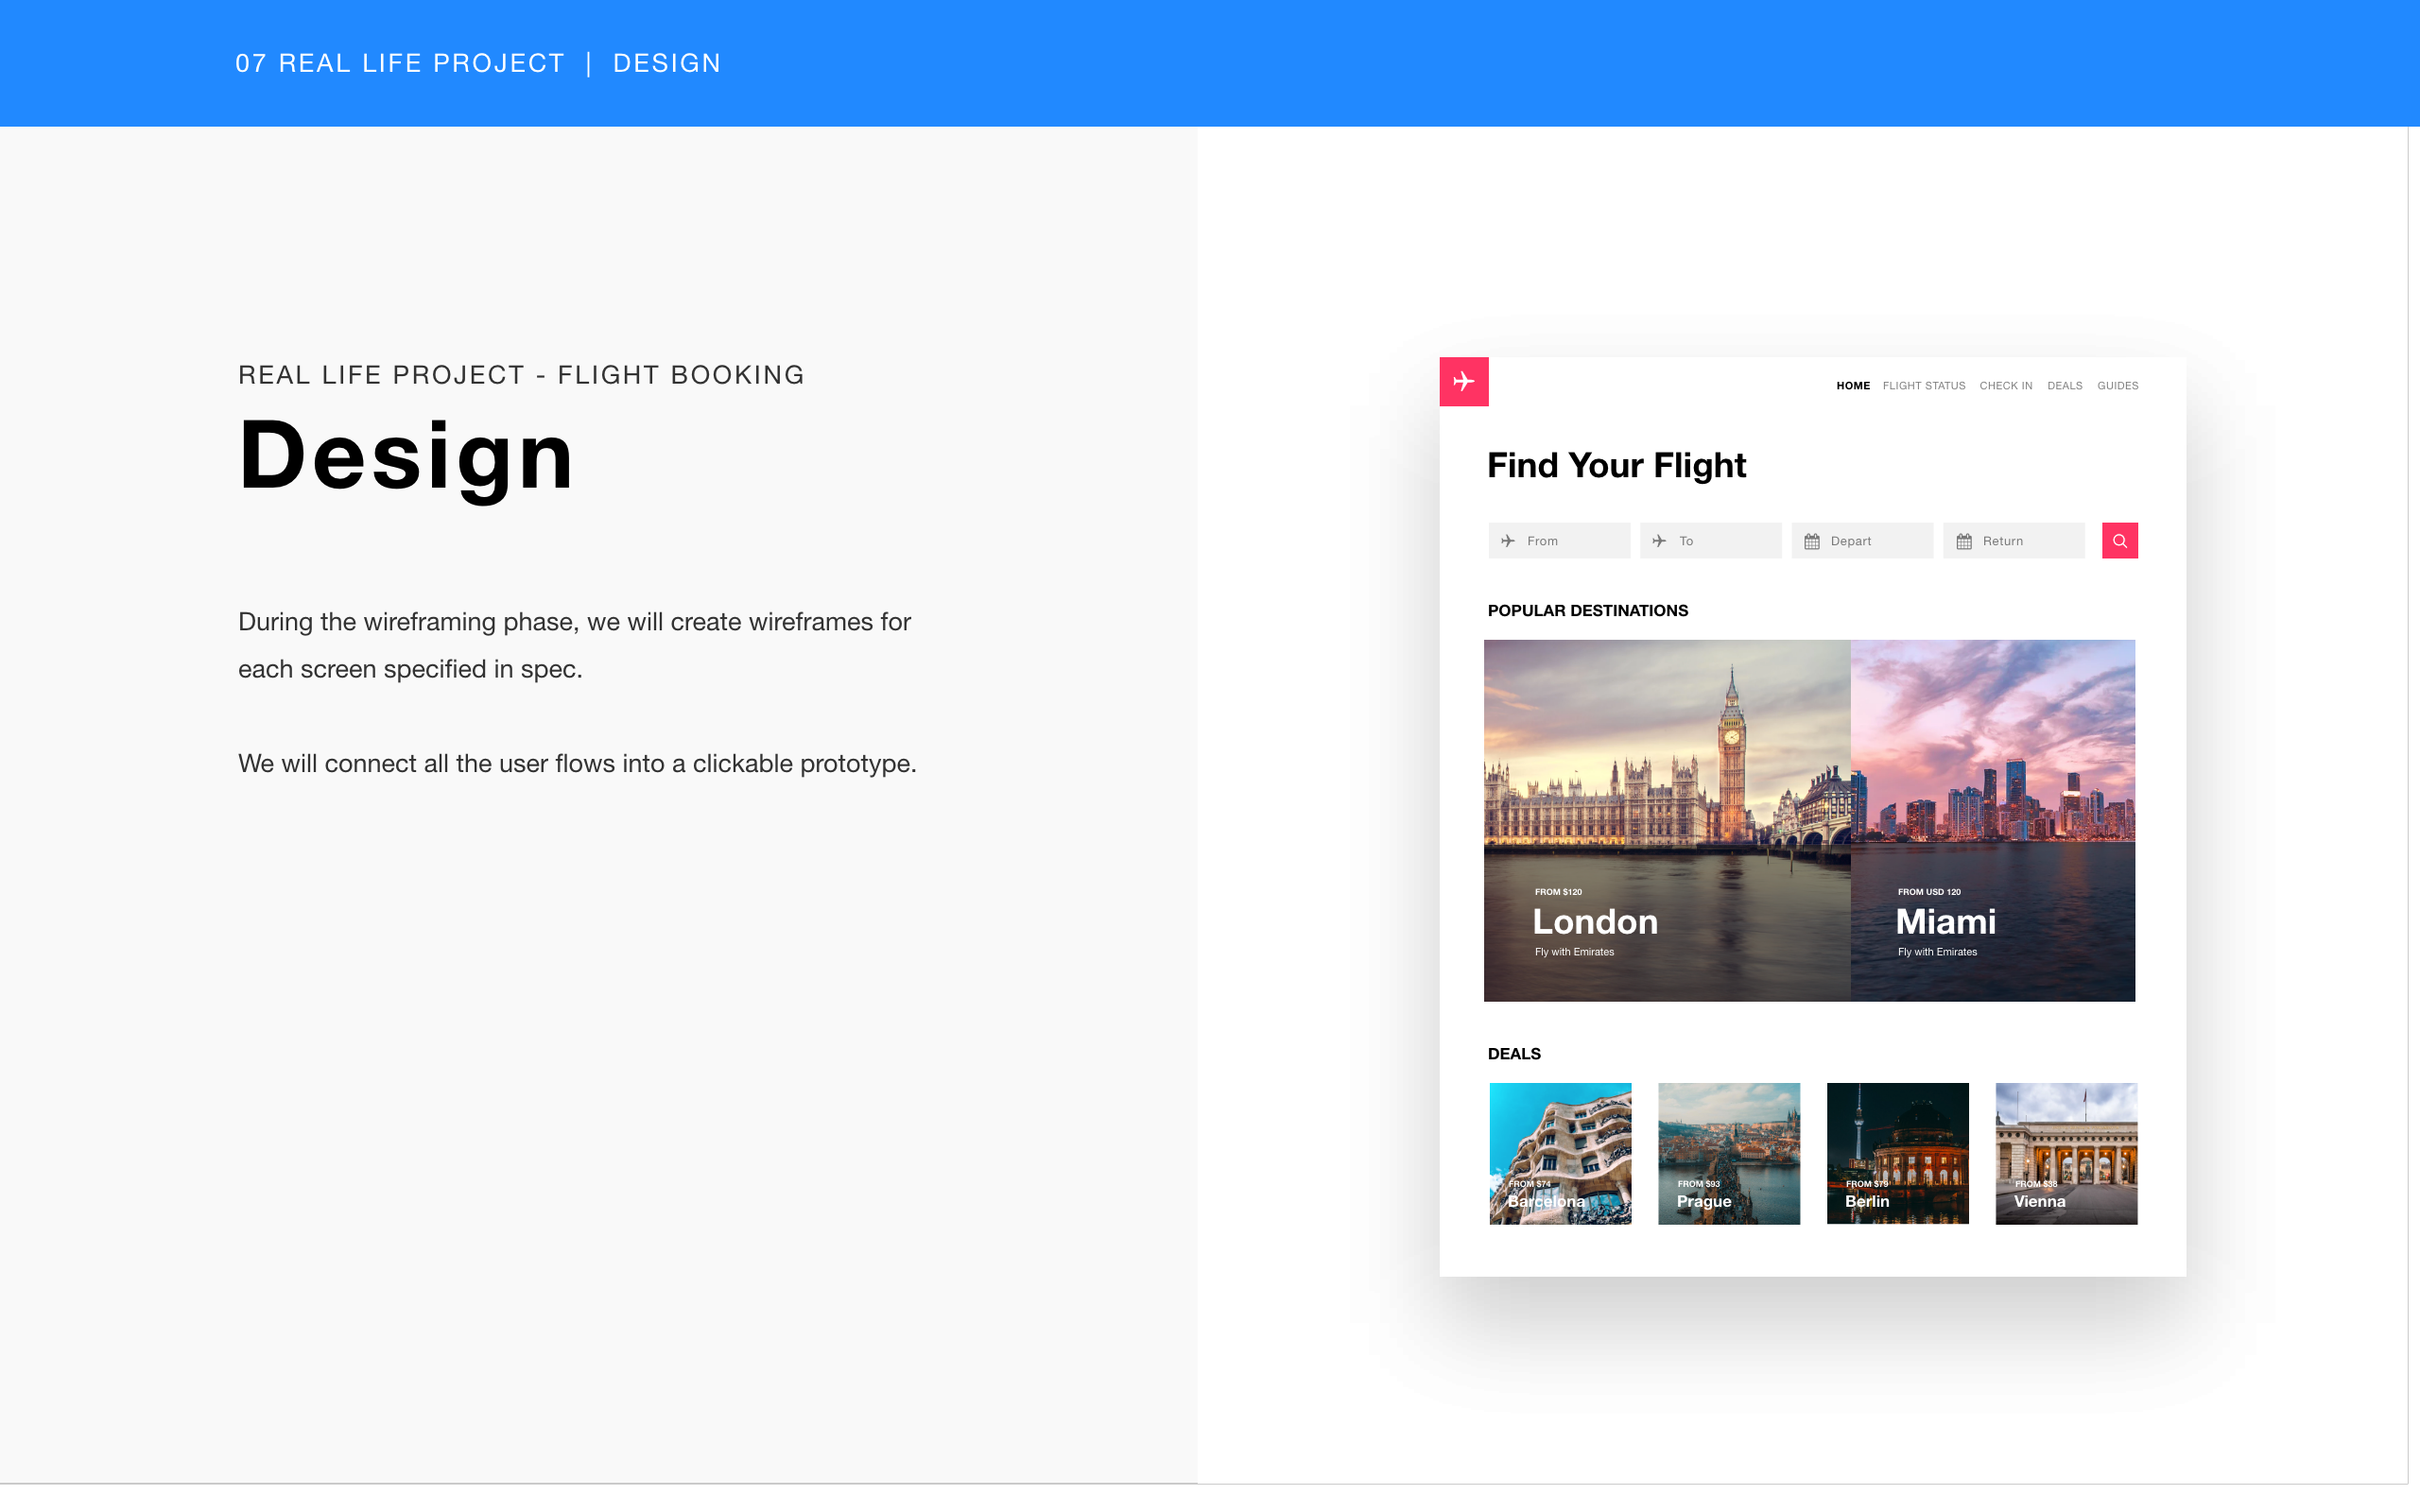 07 REAL LIFE PROJECT | DESIGN
REAL LIFE PROJECT - FLIGHT BOOKING
Design
During the wireframing phase, we will create wireframes for
each screen specified in spec.
We will connect all the user flows into a clickable prototype.
HOME FLIGHT STATUS CHECK IN DEALS GUIDES
Find Your Flight
From To Depart Return
POPULAR DESTINATIONS
FROM $120
London
Fly with Emirates
FROM USD 120
Miami
Fly with Emirates
DEALS
FROM $74
Barcelona
FROM $93
Prague
FROM $79
Berlin
FROM $38
Vienna